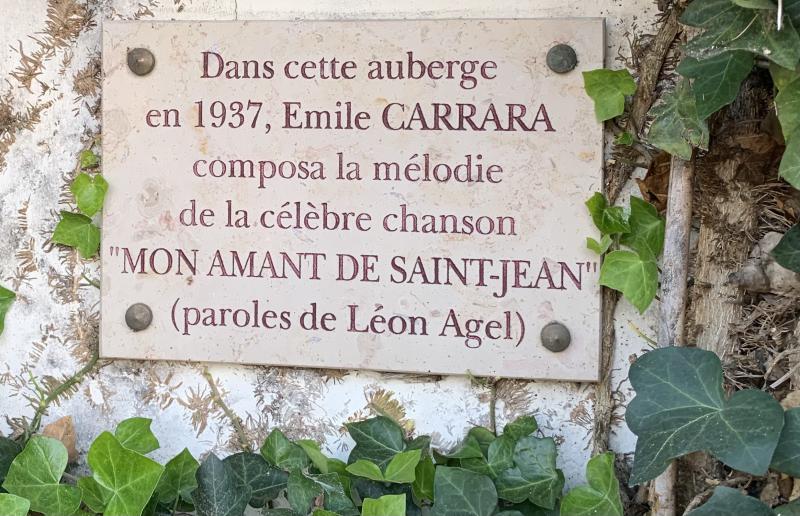 Dans cette auberge
en 1937, Emile CARRARA
composa la mélodie
de la célèbre chanson
"MON AMANT DE SAINT-JEAN"
(paroles de Léon Agel)